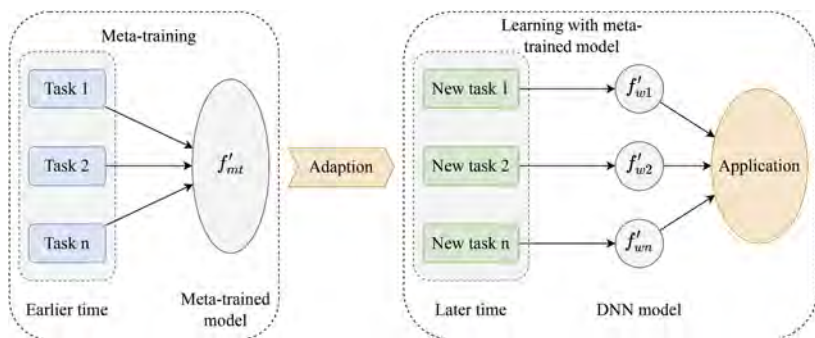 Meta-training
Task 1
Task 2
Task n
f′mt
Earlier time
Meta-trained
model
Adaption
Learning with meta-
trained model
New task 1
New task 2
New task n
f′w1
f′w2
f′wn
Application
Later time
DNN model